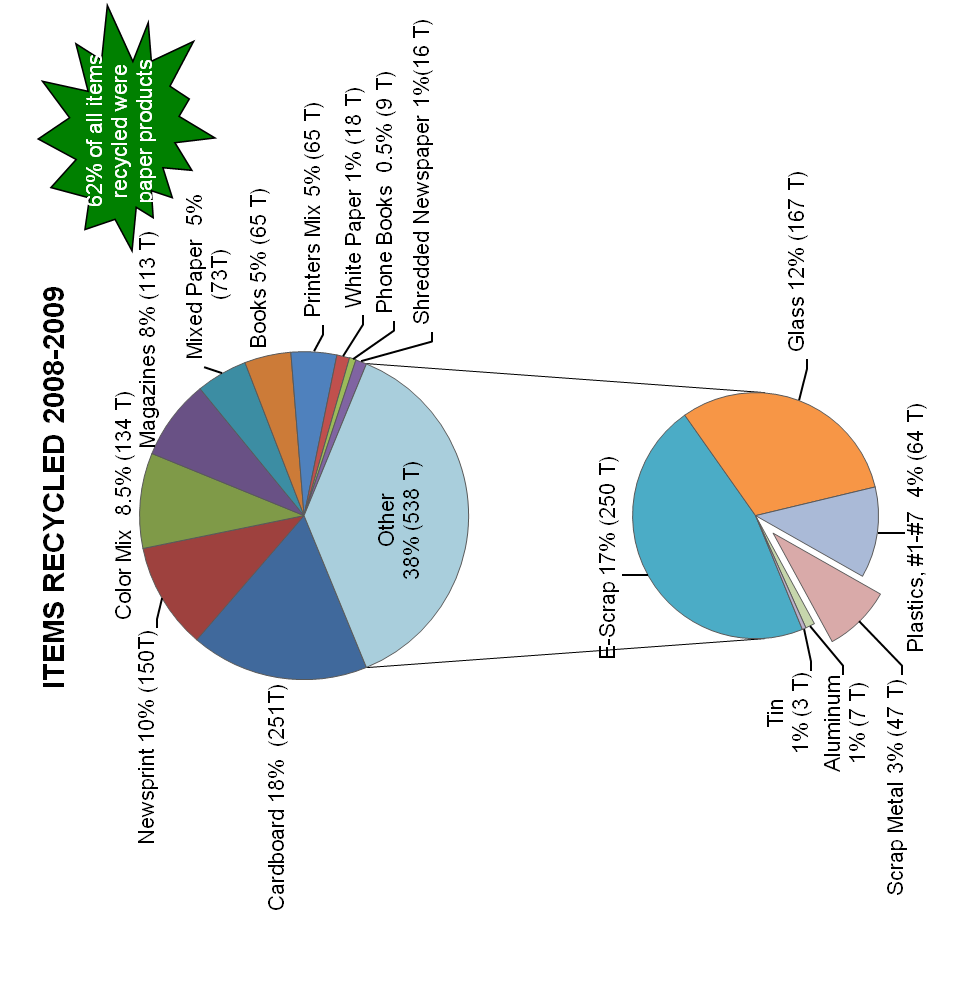 ITEMS RECYCLED 2008-2009
62% of all items
recycled were
paper products
Newsprint 10% (150T)
Color Mix 8.5% (134 T)
Magazines 8% (113 T)
Mixed Paper 5%
(73T)
Books 5% (65 T)
Printers Mix 5% (65 T)
White Paper 1% (18 T)
Phone Books 0.5% (9 T)
Shredded Newspaper 1%(16 T)
Cardboard 18% (251T)
Other
38% (538 T)
E-Scrap 17% (250 T)
Glass 12% (167 T)
Plastics, #1-#7 4% (64 T)
Tin
1% (3 T)
Aluminum
1% (7 T)
Scrap Metal 3% (47 T)